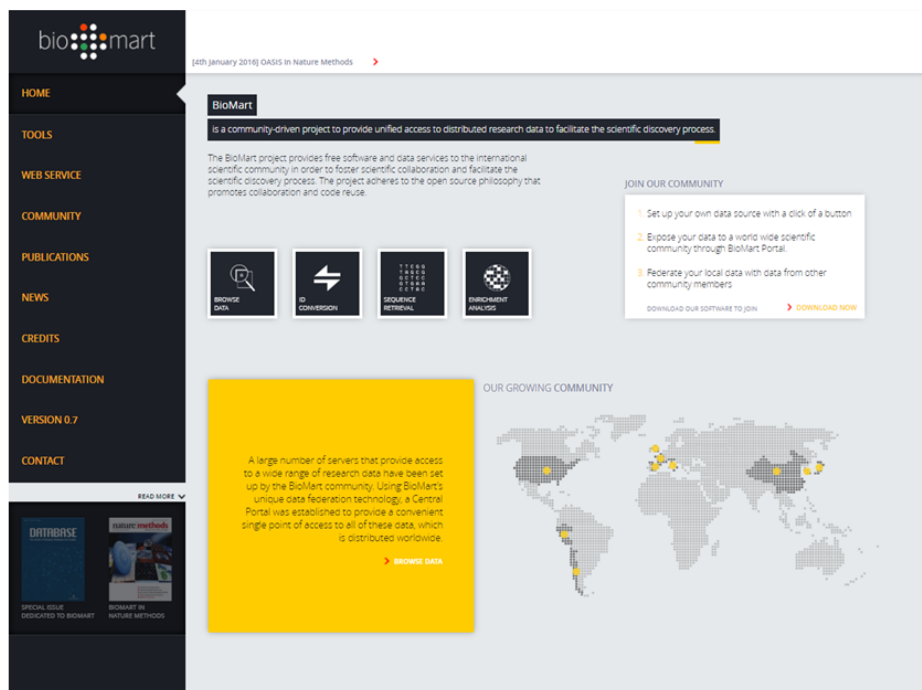 bio mart
[4th January 2016] OASIS in Nature Methods
HOME
TOOLS
WEB SERVICE
COMMUNITY
PUBLICATIONS
NEWS
CREDITS
DOCUMENTATION
VERSION 0.7
CONTACT
READ MORE
DATABASE
nature methods
SPECIAL ISSUE
DEDICATED TO BIOMART
BIOMART IN
NATURE METHODS
BioMart
is a community-driven project to provide unified access to distributed research data to facilitate the scientific discovery process.
The BioMart project provides free software and data services to the international
scientific community in order to foster scientific collaboration and facilitate the
scientific discovery process. The project adheres to the open source philosophy that
promotes collaboration and code reuse.
BROWSE
DATA
ID
CONVERSION
SEQUENCE
RETRIEVAL
ENRICHMENT
ANALYSIS
JOIN OUR COMMUNITY
1. Set up your own data source with a click of a button
2. Expose your data to a world wide scientific
community through BioMart Portal.
3. Federate your local data with data from other
community members
DOWNLOAD OUR SOFTWARE TO JOIN
DOWNLOAD NOW
A large number of servers that provide access
to a wide range of research data have been set
up by the BioMart community. Using BioMart's
unique data federation technology, a Central
Portal was established to provide a convenient
single point of access to all of these data, which
is distributed worldwide.
BROWSE DATA
OUR GROWING COMMUNITY